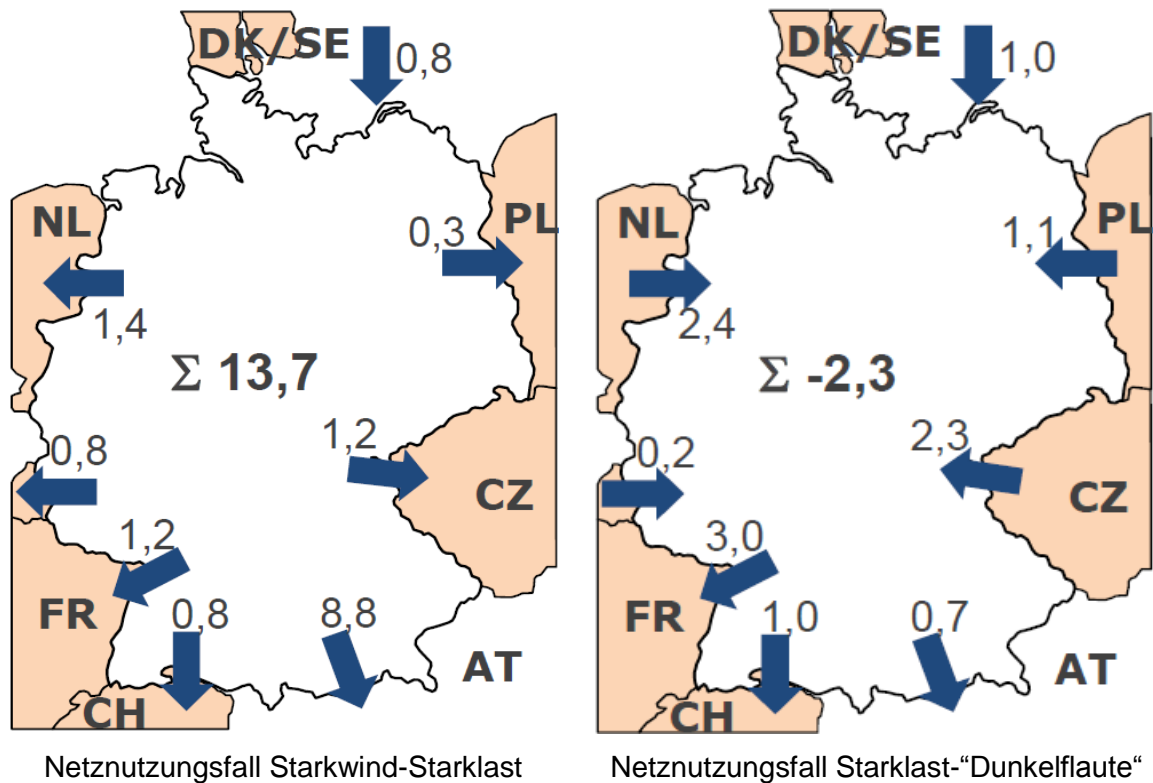 DK/SE
0,8
NL
PL
0,3
1,4
Σ 13,7
1,2
0,8
CZ
1,2
FR
0,8
8,8
AT
CH
Netznutzungsfall Starkwind-Starklast
DK/SE
1,0
NL
PL
1,1
2,4
Σ -2,3
2,3
0,2
CZ
3,0
FR
1,0
0,7
AT
CH
Netznutzungsfall Starklast-“Dunkelflaute“